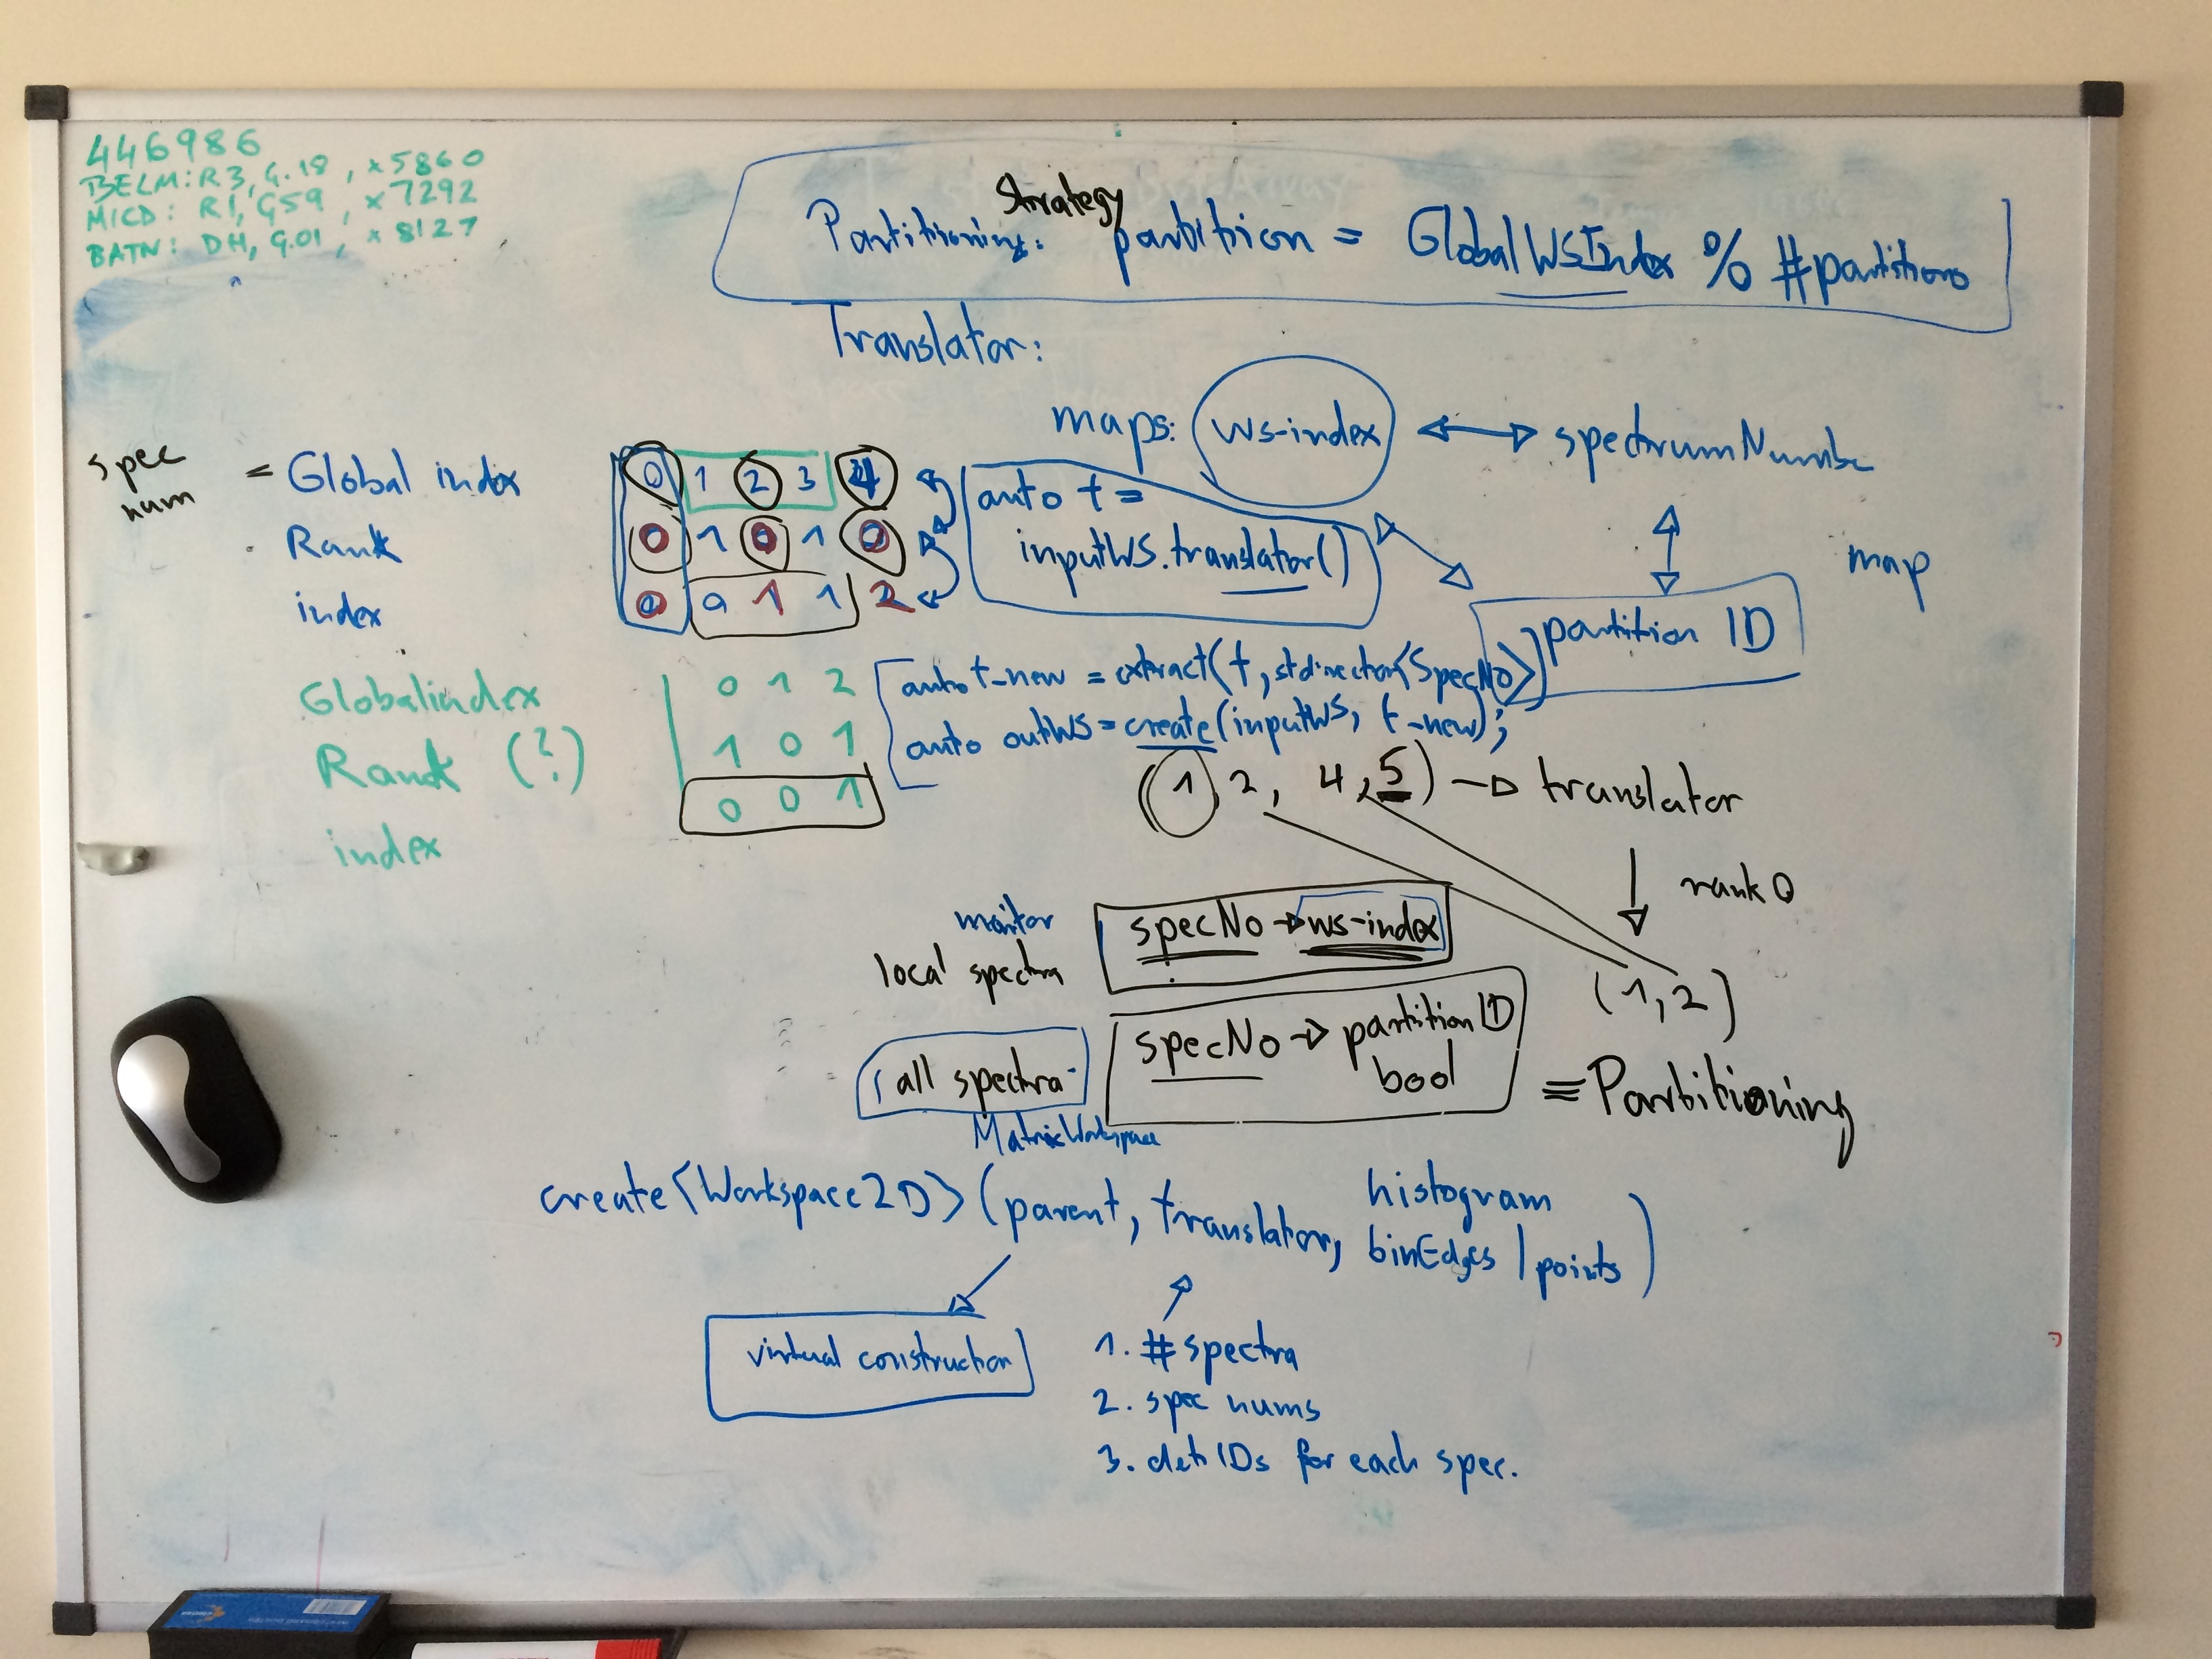 446986
BELM: R3, G.18, x5860
MICD: R1, G59, x7292
BATN: DH, G.01, x8127
Strategy
Partitioning: partition = GlobalWSIndex % #partitions
Translator:
maps: ws-index ↔ spectrumNumbe
spec num = Global index 0 1 2 3 4
Rank 0 1 0 1 0
index 0 0 1 1 2
auto t =
inputWS.translator()
map
partition ID
Globalindex 0 1 2
Rank (?) 1 0 1
index 0 0 1
auto t_new = extract(t, std::vector<SpecNo>)
auto outWS = create(inputWS, t_new);
(1, 2, 4, 5) → translator
rank 0
(1, 2)
monitor
local spectra
specNo → ws-index
all spectra
specNo → partition ID
bool
≡ Partitioning
MatrixWorkspace
create<Workspace2D>(parent, translator, histogram
binEdges / points)
virtual constructor
1. # spectra
2. spec nums
3. det IDs for each spec.